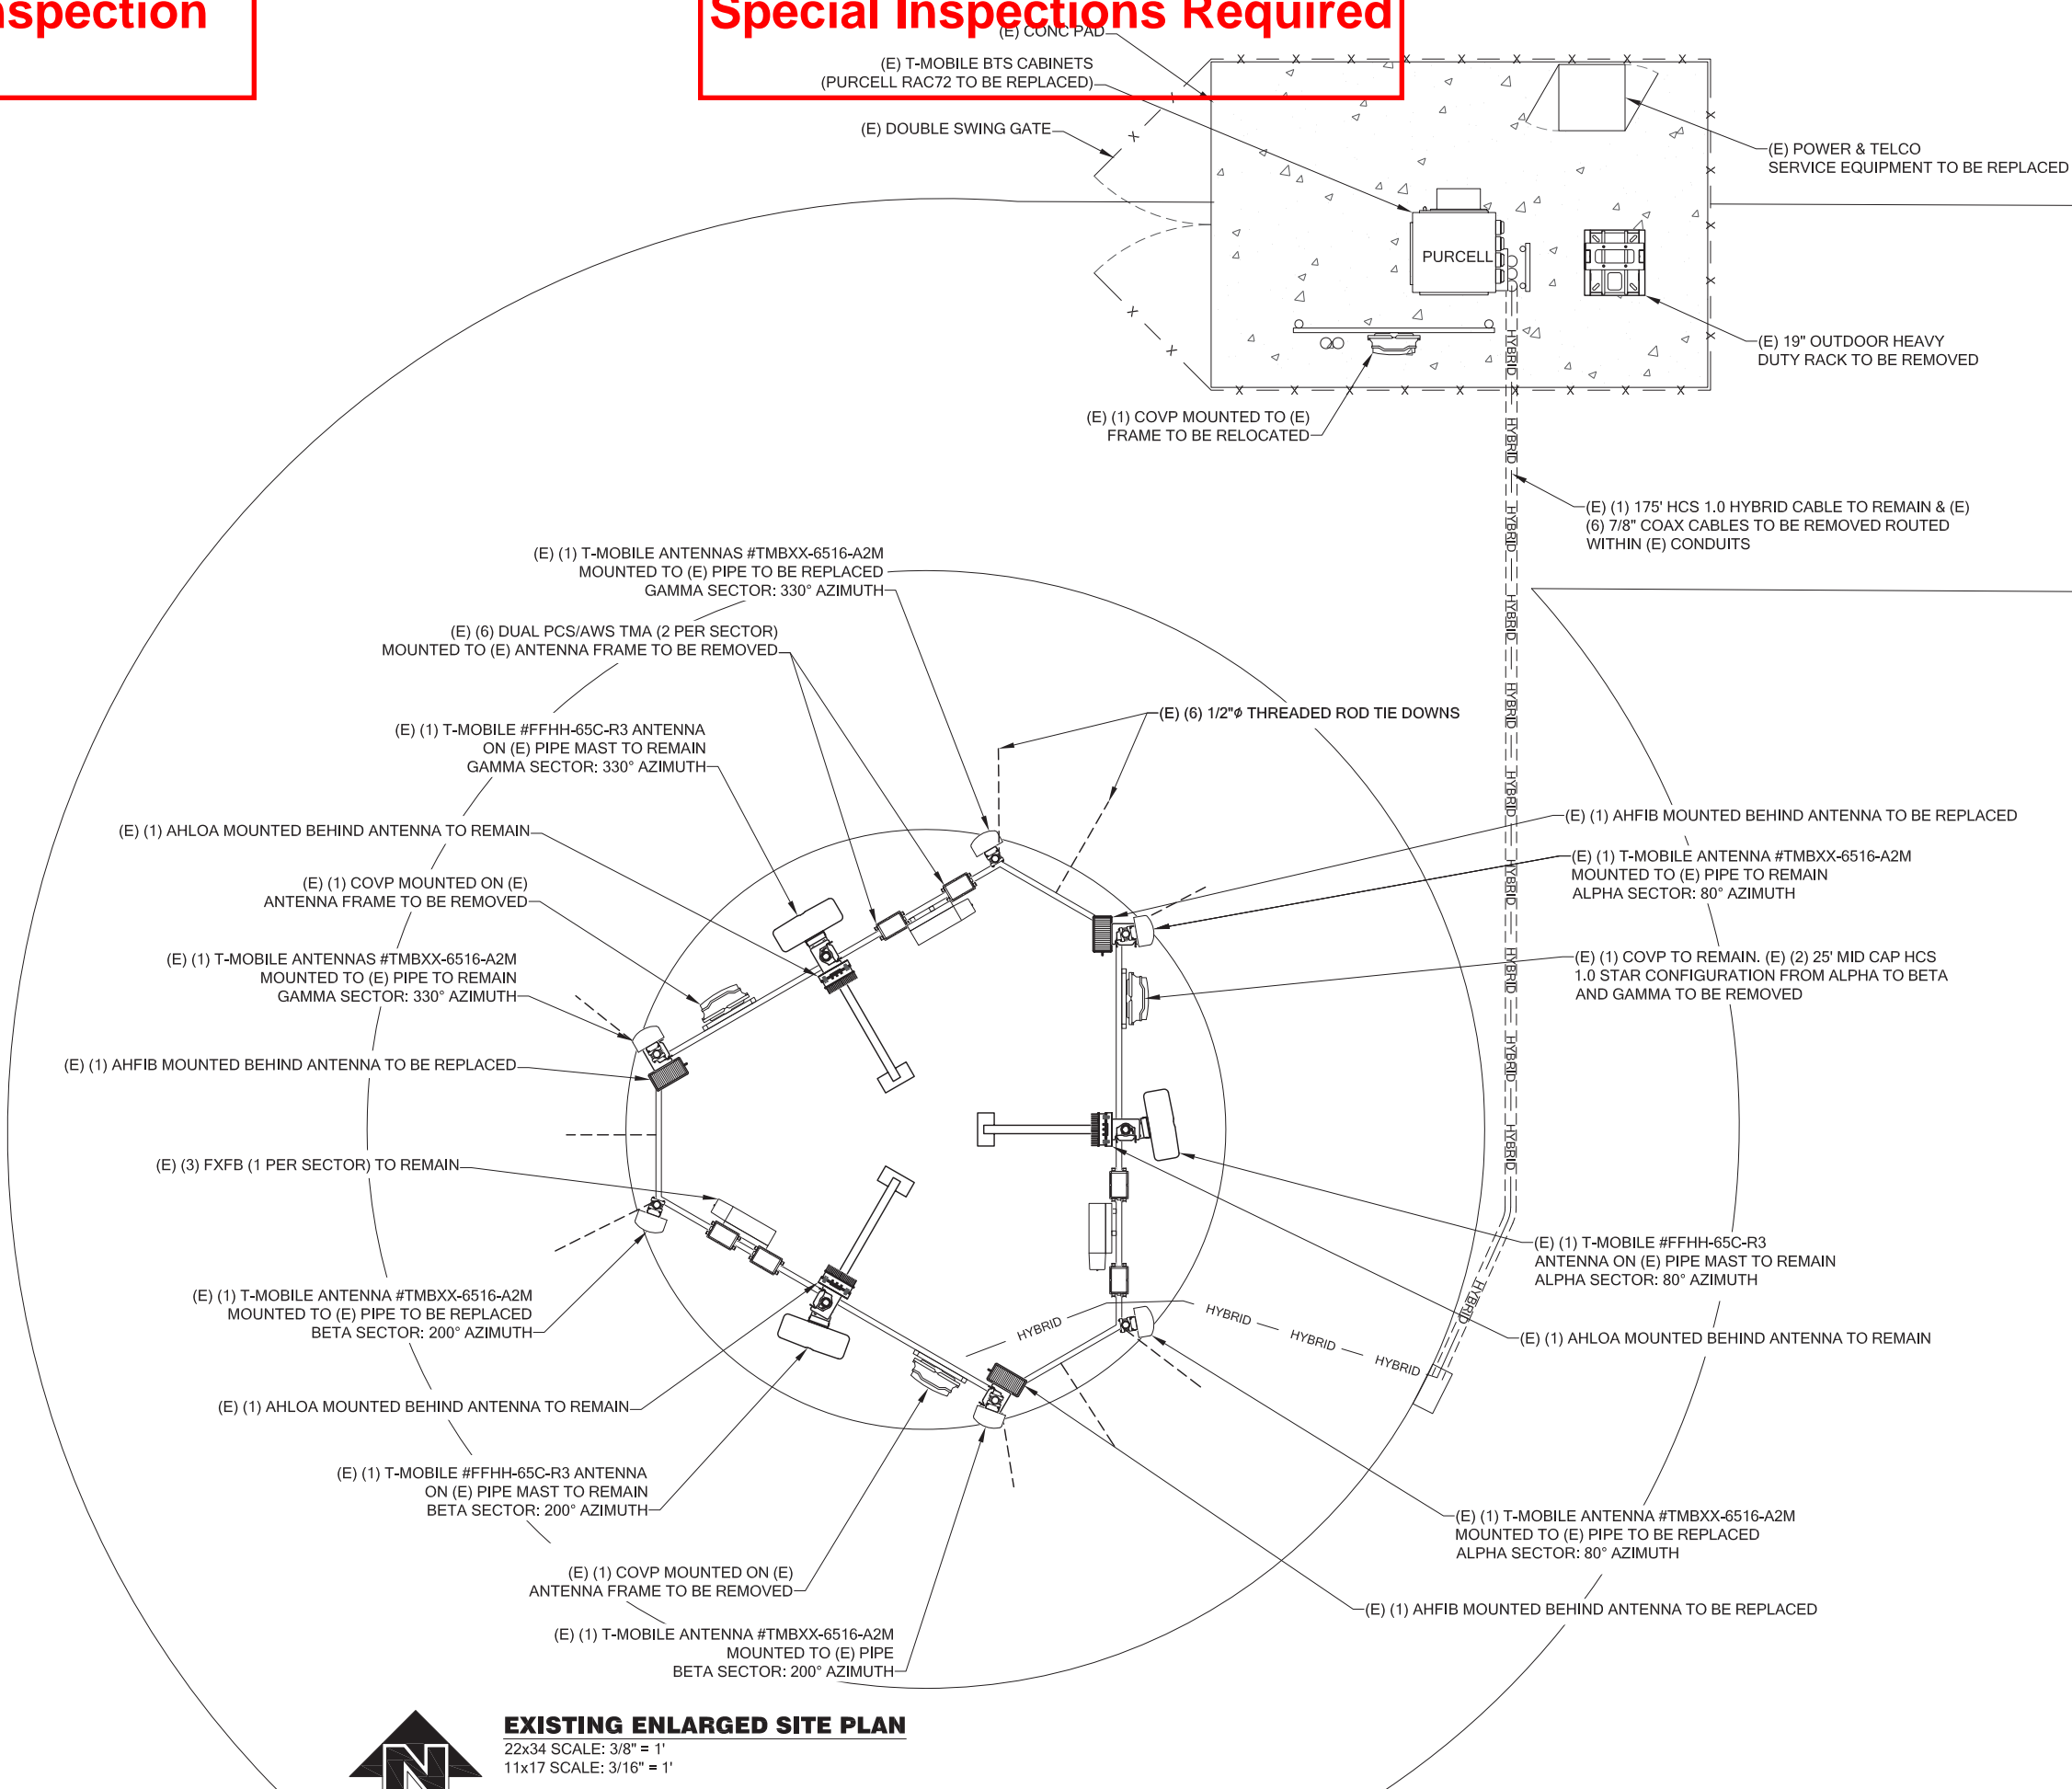 Special Inspections Required
(E) CONC PAD
(E) T-MOBILE BTS CABINETS
(PURCELL RAC72 TO BE REPLACED)
(E) DOUBLE SWING GATE
(E) POWER & TELCO
SERVICE EQUIPMENT TO BE REPLACED
PURCELL
(E) 19" OUTDOOR HEAVY
DUTY RACK TO BE REMOVED
(E) (1) COVP MOUNTED TO (E)
FRAME TO BE RELOCATED
HYBRID
HYBRID
HYBRID
HYBRID
HYBRID
HYBRID
HYBRID
HYBRID
HYBRID
HYBRID
HYBRID
(E) (1) 175' HCS 1.0 HYBRID CABLE TO REMAIN & (E)
(6) 7/8" COAX CABLES TO BE REMOVED ROUTED
WITHIN (E) CONDUITS
(E) (1) T-MOBILE ANTENNAS #TMBXX-6516-A2M
MOUNTED TO (E) PIPE TO BE REPLACED
GAMMA SECTOR: 330° AZIMUTH
(E) (6) DUAL PCS/AWS TMA (2 PER SECTOR)
MOUNTED TO (E) ANTENNA FRAME TO BE REMOVED
(E) (6) 1/2"ø THREADED ROD TIE DOWNS
(E) (1) T-MOBILE #FFHH-65C-R3 ANTENNA
ON (E) PIPE MAST TO REMAIN
GAMMA SECTOR: 330° AZIMUTH
(E) (1) AHLOA MOUNTED BEHIND ANTENNA TO REMAIN
(E) (1) COVP MOUNTED ON (E)
ANTENNA FRAME TO BE REMOVED
(E) (1) T-MOBILE ANTENNAS #TMBXX-6516-A2M
MOUNTED TO (E) PIPE TO REMAIN
GAMMA SECTOR: 330° AZIMUTH
(E) (1) AHFIB MOUNTED BEHIND ANTENNA TO BE REPLACED
(E) (3) FXFB (1 PER SECTOR) TO REMAIN
(E) (1) T-MOBILE ANTENNA #TMBXX-6516-A2M
MOUNTED TO (E) PIPE TO BE REPLACED
BETA SECTOR: 200° AZIMUTH
(E) (1) AHLOA MOUNTED BEHIND ANTENNA TO REMAIN
(E) (1) T-MOBILE #FFHH-65C-R3 ANTENNA
ON (E) PIPE MAST TO REMAIN
BETA SECTOR: 200° AZIMUTH
(E) (1) COVP MOUNTED ON (E)
ANTENNA FRAME TO BE REMOVED
(E) (1) T-MOBILE ANTENNA #TMBXX-6516-A2M
MOUNTED TO (E) PIPE
BETA SECTOR: 200° AZIMUTH
(E) (1) AHFIB MOUNTED BEHIND ANTENNA TO BE REPLACED
(E) (1) T-MOBILE ANTENNA #TMBXX-6516-A2M
MOUNTED TO (E) PIPE TO REMAIN
ALPHA SECTOR: 80° AZIMUTH
(E) (1) COVP TO REMAIN. (E) (2) 25' MID CAP HCS
1.0 STAR CONFIGURATION FROM ALPHA TO BETA
AND GAMMA TO BE REMOVED
(E) (1) T-MOBILE #FFHH-65C-R3
ANTENNA ON (E) PIPE MAST TO REMAIN
ALPHA SECTOR: 80° AZIMUTH
(E) (1) AHLOA MOUNTED BEHIND ANTENNA TO REMAIN
HYBRID
HYBRID
HYBRID
HYBRID
HYBRID
(E) (1) T-MOBILE ANTENNA #TMBXX-6516-A2M
MOUNTED TO (E) PIPE TO BE REPLACED
ALPHA SECTOR: 80° AZIMUTH
(E) (1) AHFIB MOUNTED BEHIND ANTENNA TO BE REPLACED
N
EXISTING ENLARGED SITE PLAN
22x34 SCALE: 3/8" = 1'
11x17 SCALE: 3/16" = 1'